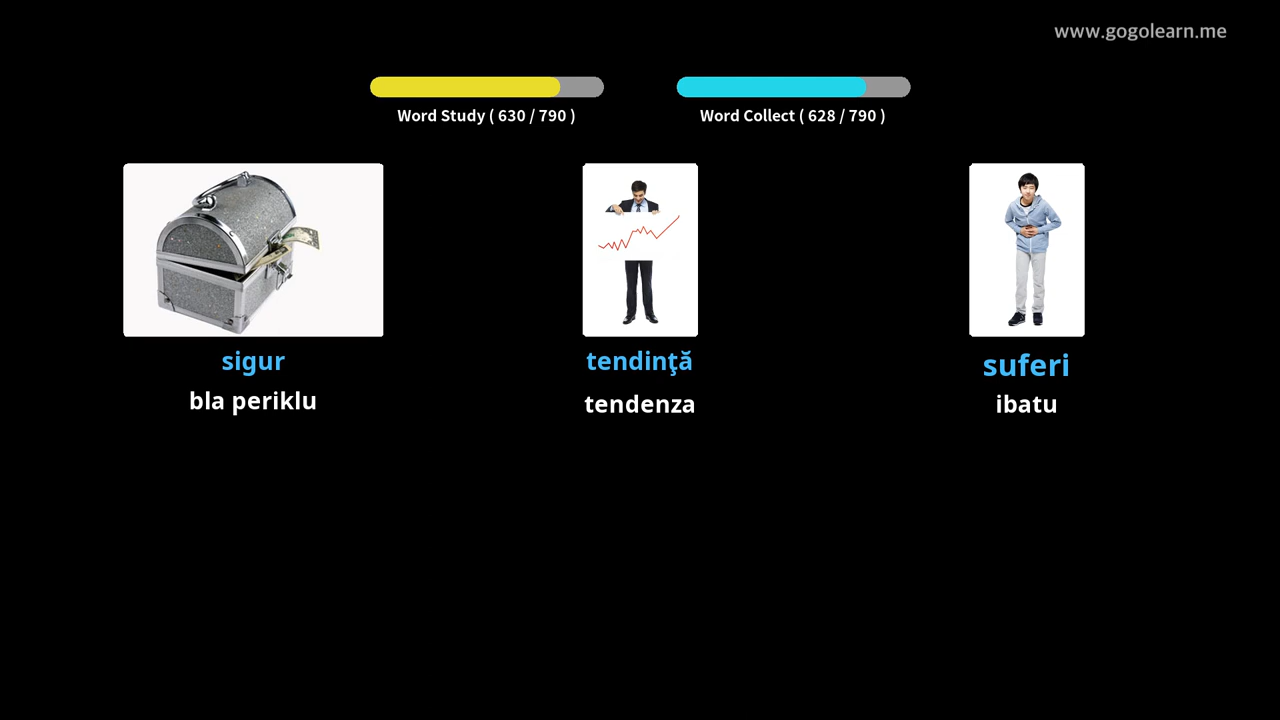 www.gogolearn.me
Word Study ( 630 / 790 )
Word Collect ( 628 / 790 )
sigur
bla periklu
tendinţă
tendenza
suferi
ibatu